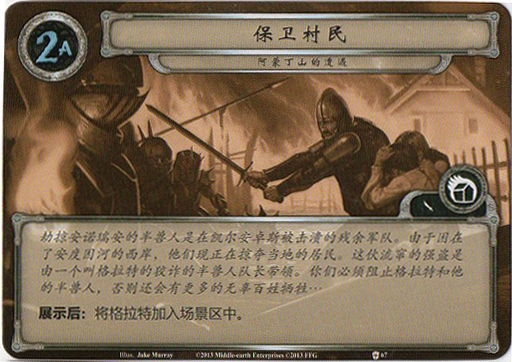 2A
保卫村民
阿蒙丁山的遭遇
劫掠安诺瑞安的半兽人是在凯尔安卓斯被击溃的残余军队。由于困在
了安度因河的西岸，他们现正在掠夺当地的居民。这伙流窜的强盗是
由一个叫格拉特的狡诈的半兽人队长带领。你们必须阻止格拉特和他
的半兽人，否则还会有更多的无辜百姓牺牲…
展示后：将格拉特加入场景区中。
Illus. Jake Murray ©2013 Middle-earth Enterprises ©2013 FFG 67